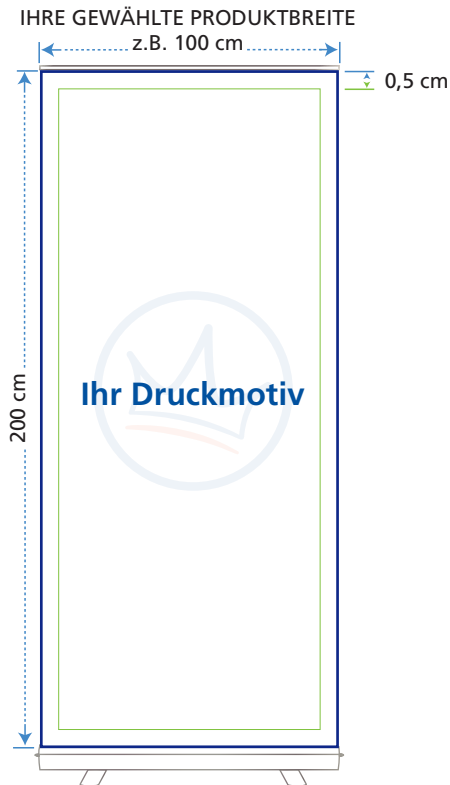 IHRE GEWÄHLTE PRODUKTBREITE
z.B. 100 cm
0,5 cm
200 cm
Ihr Druckmotiv